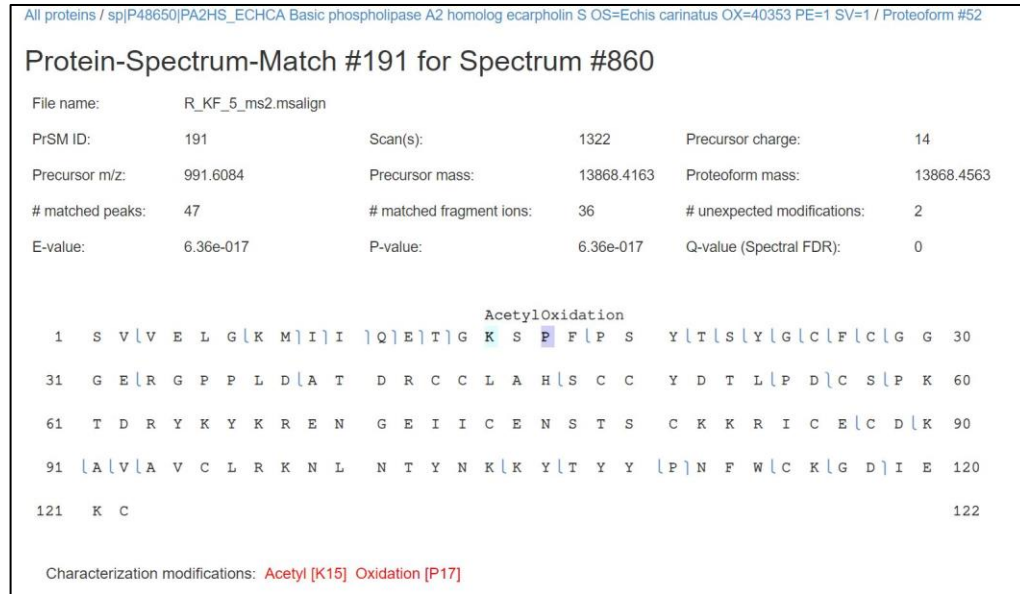 All proteins / sp|P48650|PA2HS_ECHCA Basic phospholipase A2 homolog ecarpholin S OS=Echis carinatus OX=40353 PE=1 SV=1 / Proteoform #52
Protein-Spectrum-Match #191 for Spectrum #860
File name: R_KF_5_ms2.msalign
PrSM ID: 191 Scan(s): 1322 Precursor charge: 14
Precursor m/z: 991.6084 Precursor mass: 13868.4163 Proteoform mass: 13868.4563
# matched peaks: 47 # matched fragment ions: 36 # unexpected modifications: 2
E-value: 6.36e-017 P-value: 6.36e-017 Q-value (Spectral FDR): 0
AcetylOxidation
1 S V V E L G K M I I Q E T G K S P F P S Y T S Y G C F C G G 30
31 G E R G P P L D A T D R C C L A H S C C Y D T L P D C S P K 60
61 T D R Y K Y K R E N G E I I C E N S T S C K K R I C E C D K 90
91 A V A V C L R K N L N T Y N K K Y T Y Y P N F W C K G D I E 120
121 K C 122
Characterization modifications: Acetyl [K15] Oxidation [P17]